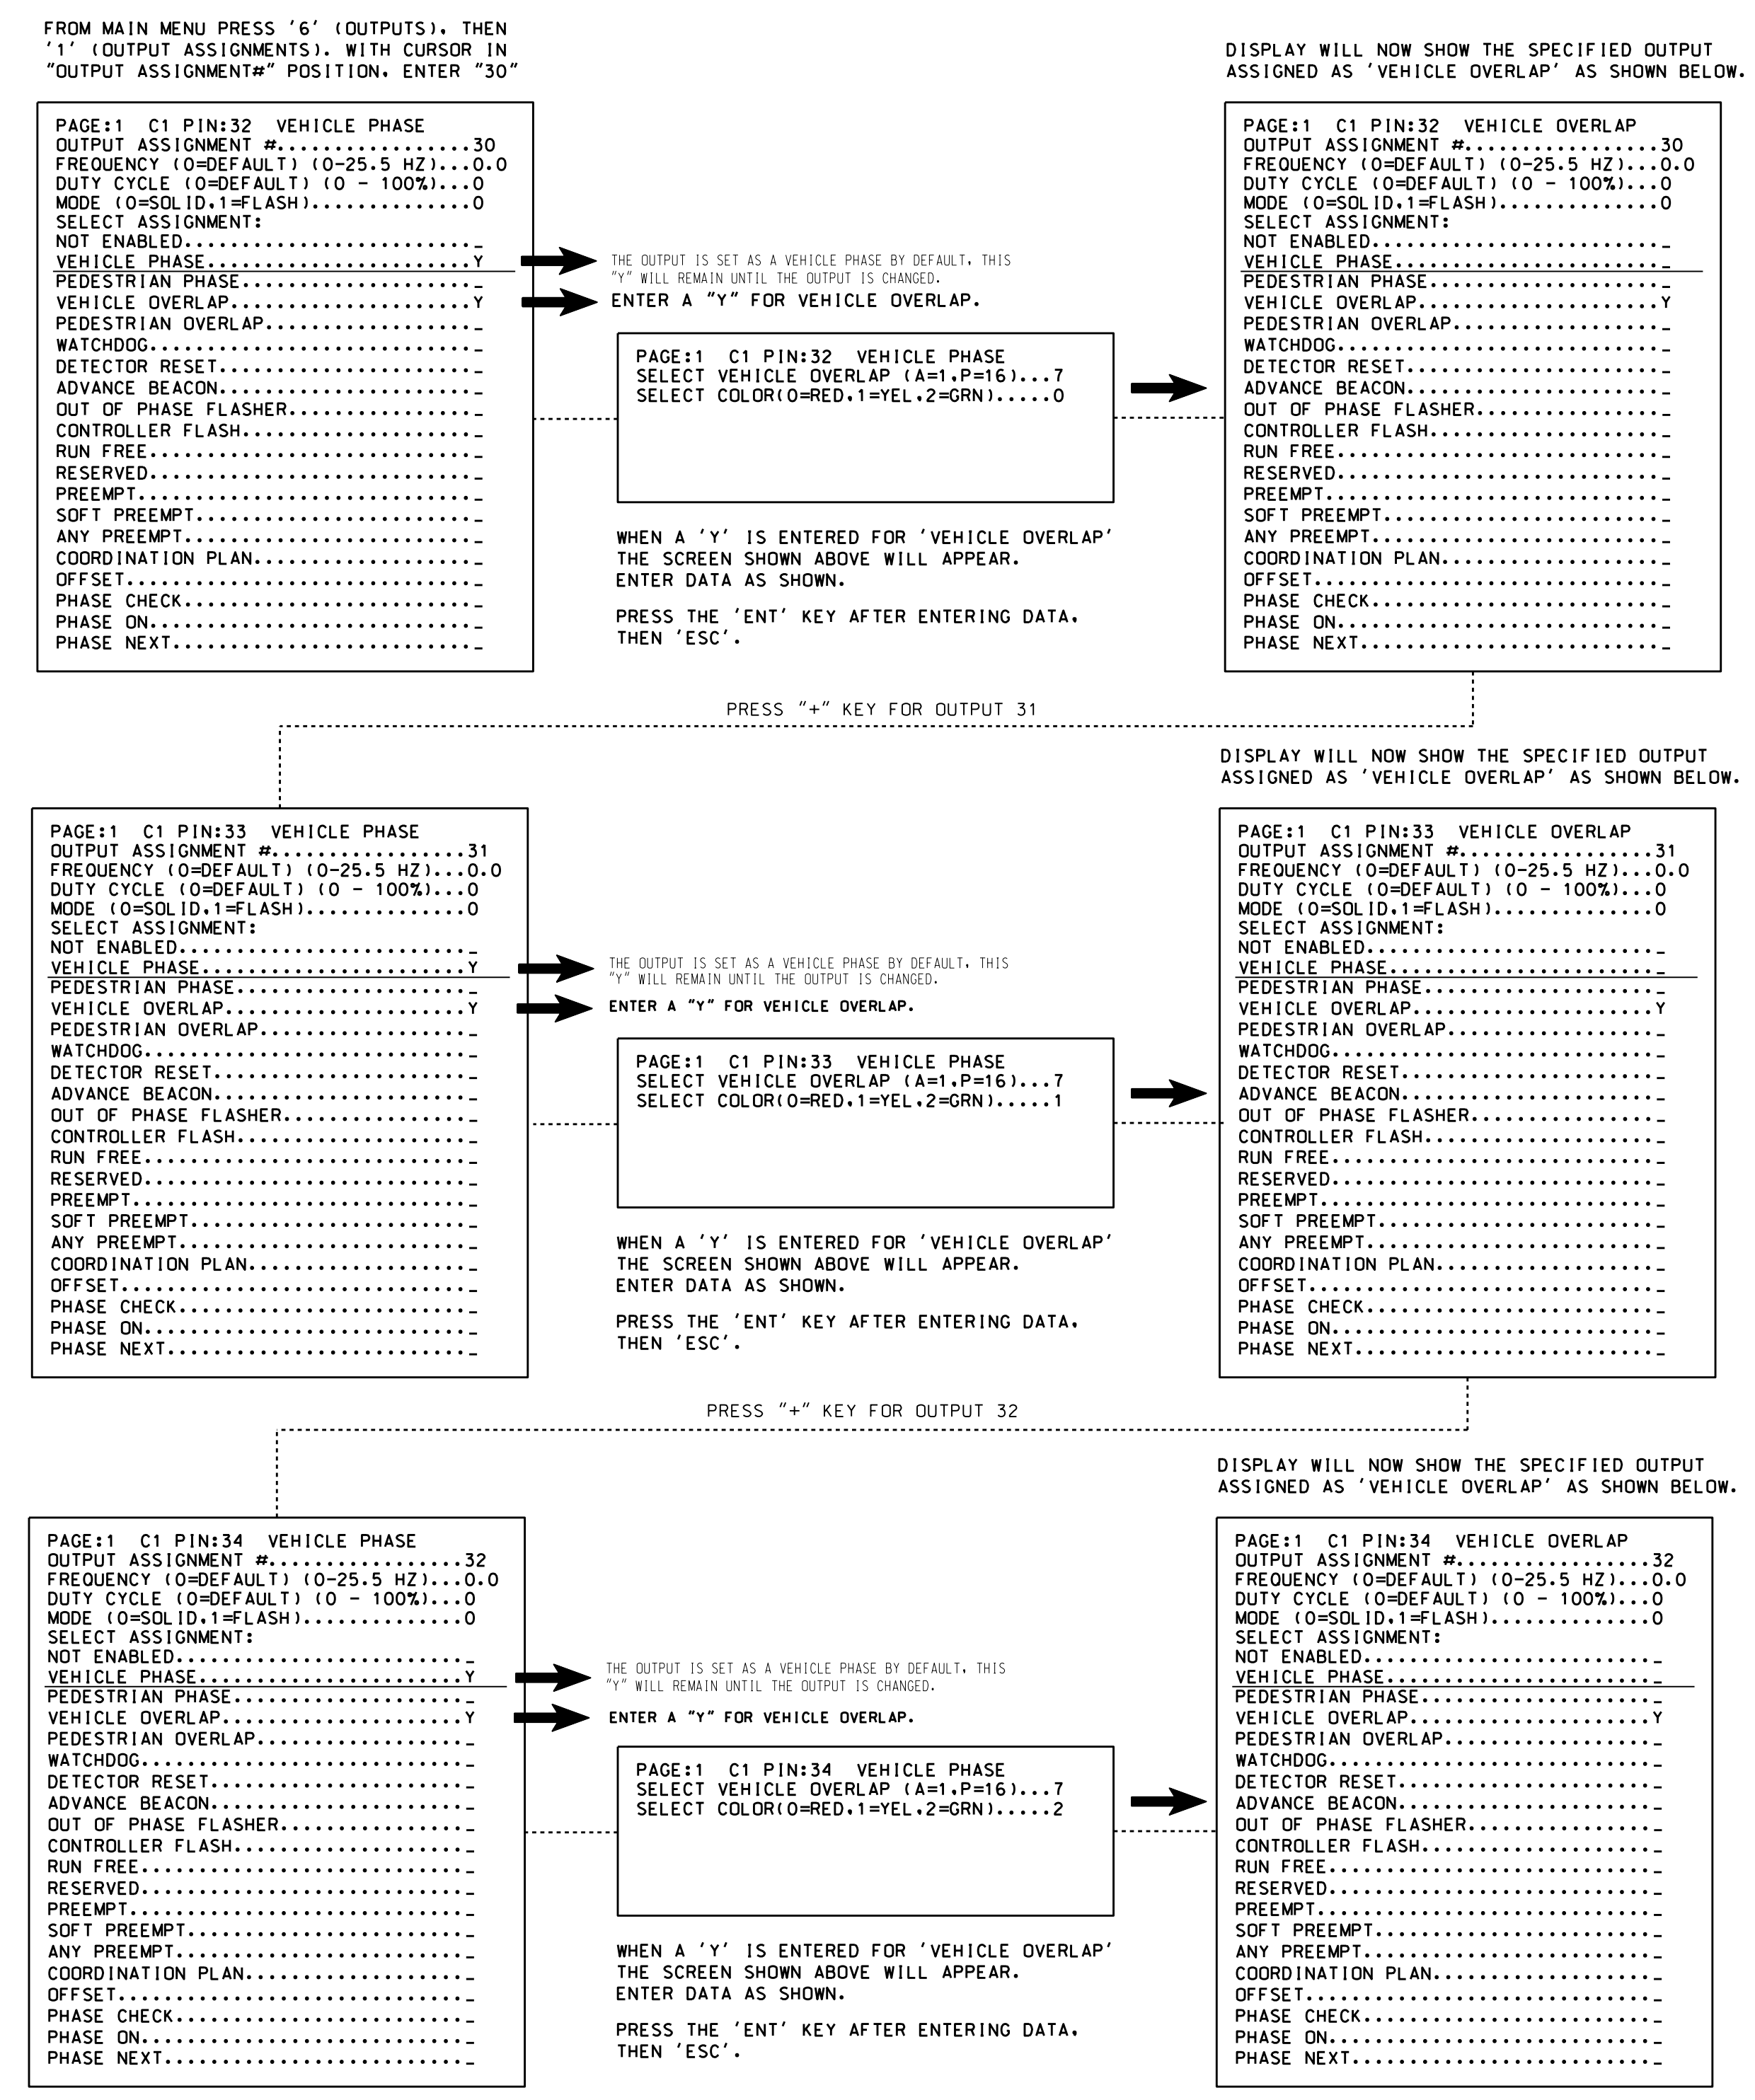 FROM MAIN MENU PRESS '6' (OUTPUTS), THEN
'1' (OUTPUT ASSIGNMENTS). WITH CURSOR IN
"OUTPUT ASSIGNMENT#" POSITION, ENTER "30"
PAGE:1 C1 PIN:32 VEHICLE PHASE
OUTPUT ASSIGNMENT #.................30
FREQUENCY (0=DEFAULT) (0-25.5 HZ)...0.0
DUTY CYCLE (0=DEFAULT) (0 - 100%)...0
MODE (0=SOLID,1=FLASH)..............0
SELECT ASSIGNMENT:
NOT ENABLED........................._
VEHICLE PHASE.......................Y
PEDESTRIAN PHASE...................._
VEHICLE OVERLAP.....................Y
PEDESTRIAN OVERLAP.................._
WATCHDOG............................_
DETECTOR RESET......................_
ADVANCE BEACON......................_
OUT OF PHASE FLASHER................_
CONTROLLER FLASH...................._
RUN FREE............................_
RESERVED............................_
PREEMPT............................._
SOFT PREEMPT........................_
ANY PREEMPT........................._
COORDINATION PLAN..................._
OFFSET.............................._
PHASE CHECK........................._
PHASE ON............................_
PHASE NEXT.........................._
THE OUTPUT IS SET AS A VEHICLE PHASE BY DEFAULT, THIS
"Y" WILL REMAIN UNTIL THE OUTPUT IS CHANGED.
ENTER A "Y" FOR VEHICLE OVERLAP.
PAGE:1 C1 PIN:32 VEHICLE PHASE
SELECT VEHICLE OVERLAP (A=1,P=16)...7
SELECT COLOR(0=RED,1=YEL,2=GRN).....0
WHEN A 'Y' IS ENTERED FOR 'VEHICLE OVERLAP'
THE SCREEN SHOWN ABOVE WILL APPEAR.
ENTER DATA AS SHOWN.
PRESS THE 'ENT' KEY AFTER ENTERING DATA,
THEN 'ESC'.
DISPLAY WILL NOW SHOW THE SPECIFIED OUTPUT
ASSIGNED AS 'VEHICLE OVERLAP' AS SHOWN BELOW.
PAGE:1 C1 PIN:32 VEHICLE OVERLAP
OUTPUT ASSIGNMENT #.................30
FREQUENCY (0=DEFAULT) (0-25.5 HZ)...0.0
DUTY CYCLE (0=DEFAULT) (0 - 100%)...0
MODE (0=SOLID,1=FLASH)..............0
SELECT ASSIGNMENT:
NOT ENABLED........................._
VEHICLE PHASE......................._
PEDESTRIAN PHASE...................._
VEHICLE OVERLAP.....................Y
PEDESTRIAN OVERLAP.................._
WATCHDOG............................_
DETECTOR RESET......................_
ADVANCE BEACON......................_
OUT OF PHASE FLASHER................_
CONTROLLER FLASH...................._
RUN FREE............................_
RESERVED............................_
PREEMPT............................._
SOFT PREEMPT........................_
ANY PREEMPT........................._
COORDINATION PLAN..................._
OFFSET.............................._
PHASE CHECK........................._
PHASE ON............................_
PHASE NEXT.........................._
PRESS "+" KEY FOR OUTPUT 31
PAGE:1 C1 PIN:33 VEHICLE PHASE
OUTPUT ASSIGNMENT #.................31
FREQUENCY (0=DEFAULT) (0-25.5 HZ)...0.0
DUTY CYCLE (0=DEFAULT) (0 - 100%)...0
MODE (0=SOLID,1=FLASH)..............0
SELECT ASSIGNMENT:
NOT ENABLED........................._
VEHICLE PHASE.......................Y
PEDESTRIAN PHASE...................._
VEHICLE OVERLAP.....................Y
PEDESTRIAN OVERLAP.................._
WATCHDOG............................_
DETECTOR RESET......................_
ADVANCE BEACON......................_
OUT OF PHASE FLASHER................_
CONTROLLER FLASH...................._
RUN FREE............................_
RESERVED............................_
PREEMPT............................._
SOFT PREEMPT........................_
ANY PREEMPT........................._
COORDINATION PLAN..................._
OFFSET.............................._
PHASE CHECK........................._
PHASE ON............................_
PHASE NEXT.........................._
THE OUTPUT IS SET AS A VEHICLE PHASE BY DEFAULT, THIS
"Y" WILL REMAIN UNTIL THE OUTPUT IS CHANGED.
ENTER A "Y" FOR VEHICLE OVERLAP.
PAGE:1 C1 PIN:33 VEHICLE PHASE
SELECT VEHICLE OVERLAP (A=1,P=16)...7
SELECT COLOR(0=RED,1=YEL,2=GRN).....1
WHEN A 'Y' IS ENTERED FOR 'VEHICLE OVERLAP'
THE SCREEN SHOWN ABOVE WILL APPEAR.
ENTER DATA AS SHOWN.
PRESS THE 'ENT' KEY AFTER ENTERING DATA,
THEN 'ESC'.
DISPLAY WILL NOW SHOW THE SPECIFIED OUTPUT
ASSIGNED AS 'VEHICLE OVERLAP' AS SHOWN BELOW.
PAGE:1 C1 PIN:33 VEHICLE OVERLAP
OUTPUT ASSIGNMENT #.................31
FREQUENCY (0=DEFAULT) (0-25.5 HZ)...0.0
DUTY CYCLE (0=DEFAULT) (0 - 100%)...0
MODE (0=SOLID,1=FLASH)..............0
SELECT ASSIGNMENT:
NOT ENABLED........................._
VEHICLE PHASE......................._
PEDESTRIAN PHASE...................._
VEHICLE OVERLAP.....................Y
PEDESTRIAN OVERLAP.................._
WATCHDOG............................_
DETECTOR RESET......................_
ADVANCE BEACON......................_
OUT OF PHASE FLASHER................_
CONTROLLER FLASH...................._
RUN FREE............................_
RESERVED............................_
PREEMPT............................._
SOFT PREEMPT........................_
ANY PREEMPT........................._
COORDINATION PLAN..................._
OFFSET.............................._
PHASE CHECK........................._
PHASE ON............................_
PHASE NEXT.........................._
PRESS "+" KEY FOR OUTPUT 32
PAGE:1 C1 PIN:34 VEHICLE PHASE
OUTPUT ASSIGNMENT #.................32
FREQUENCY (0=DEFAULT) (0-25.5 HZ)...0.0
DUTY CYCLE (0=DEFAULT) (0 - 100%)...0
MODE (0=SOLID,1=FLASH)..............0
SELECT ASSIGNMENT:
NOT ENABLED........................._
VEHICLE PHASE.......................Y
PEDESTRIAN PHASE...................._
VEHICLE OVERLAP.....................Y
PEDESTRIAN OVERLAP.................._
WATCHDOG............................_
DETECTOR RESET......................_
ADVANCE BEACON......................_
OUT OF PHASE FLASHER................_
CONTROLLER FLASH...................._
RUN FREE............................_
RESERVED............................_
PREEMPT............................._
SOFT PREEMPT........................_
ANY PREEMPT........................._
COORDINATION PLAN..................._
OFFSET.............................._
PHASE CHECK........................._
PHASE ON............................_
PHASE NEXT.........................._
THE OUTPUT IS SET AS A VEHICLE PHASE BY DEFAULT, THIS
"Y" WILL REMAIN UNTIL THE OUTPUT IS CHANGED.
ENTER A "Y" FOR VEHICLE OVERLAP.
PAGE:1 C1 PIN:34 VEHICLE PHASE
SELECT VEHICLE OVERLAP (A=1,P=16)...7
SELECT COLOR(0=RED,1=YEL,2=GRN).....2
WHEN A 'Y' IS ENTERED FOR 'VEHICLE OVERLAP'
THE SCREEN SHOWN ABOVE WILL APPEAR.
ENTER DATA AS SHOWN.
PRESS THE 'ENT' KEY AFTER ENTERING DATA,
THEN 'ESC'.
DISPLAY WILL NOW SHOW THE SPECIFIED OUTPUT
ASSIGNED AS 'VEHICLE OVERLAP' AS SHOWN BELOW.
PAGE:1 C1 PIN:34 VEHICLE OVERLAP
OUTPUT ASSIGNMENT #.................32
FREQUENCY (0=DEFAULT) (0-25.5 HZ)...0.0
DUTY CYCLE (0=DEFAULT) (0 - 100%)...0
MODE (0=SOLID,1=FLASH)..............0
SELECT ASSIGNMENT:
NOT ENABLED........................._
VEHICLE PHASE......................._
PEDESTRIAN PHASE...................._
VEHICLE OVERLAP.....................Y
PEDESTRIAN OVERLAP.................._
WATCHDOG............................_
DETECTOR RESET......................_
ADVANCE BEACON......................_
OUT OF PHASE FLASHER................_
CONTROLLER FLASH...................._
RUN FREE............................_
RESERVED............................_
PREEMPT............................._
SOFT PREEMPT........................_
ANY PREEMPT........................._
COORDINATION PLAN..................._
OFFSET.............................._
PHASE CHECK........................._
PHASE ON............................_
PHASE NEXT.........................._